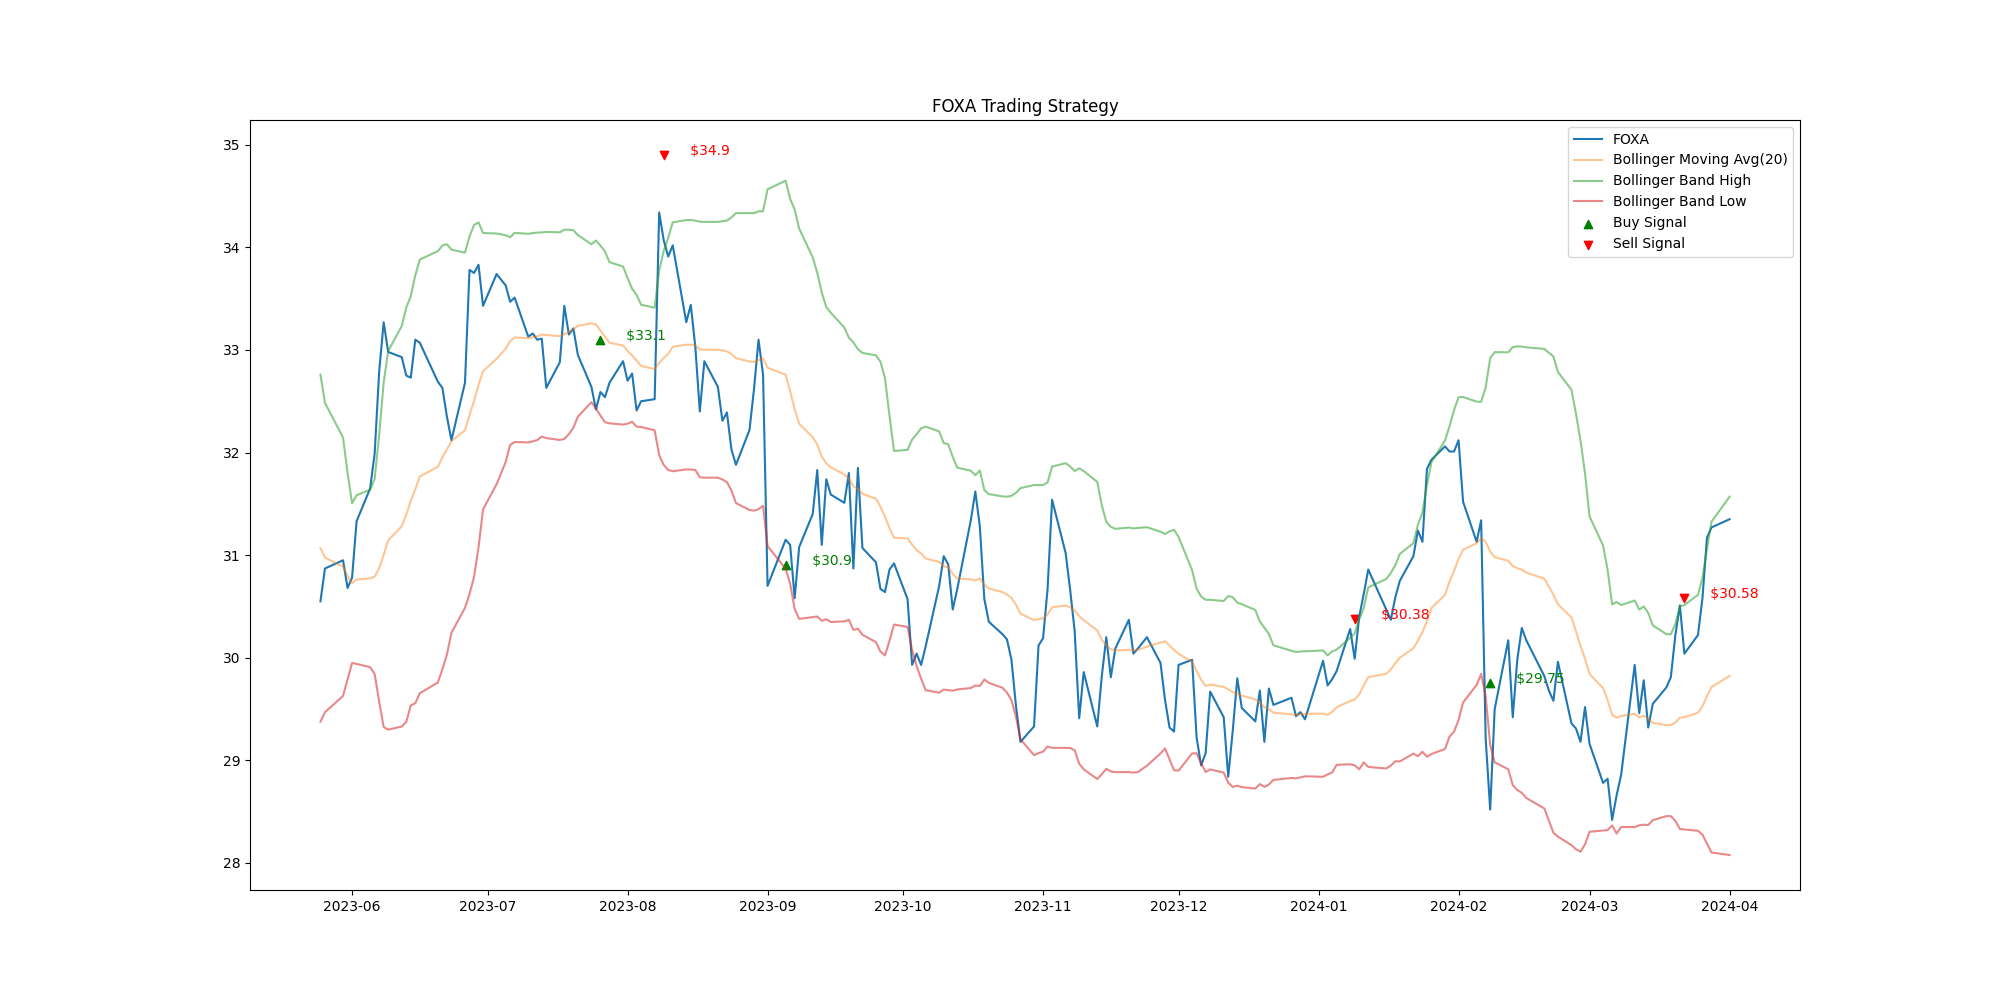 FOXA Trading Strategy
FOXA
Bollinger Moving Avg(20)
Bollinger Band High
Bollinger Band Low
Buy Signal
Sell Signal
35
34
33
32
31
30
29
28
$34.9
$33.1
$30.9
$30.38
$29.75
$30.58
2023-06 2023-07 2023-08 2023-09 2023-10 2023-11 2023-12 2024-01 2024-02 2024-03 2024-04